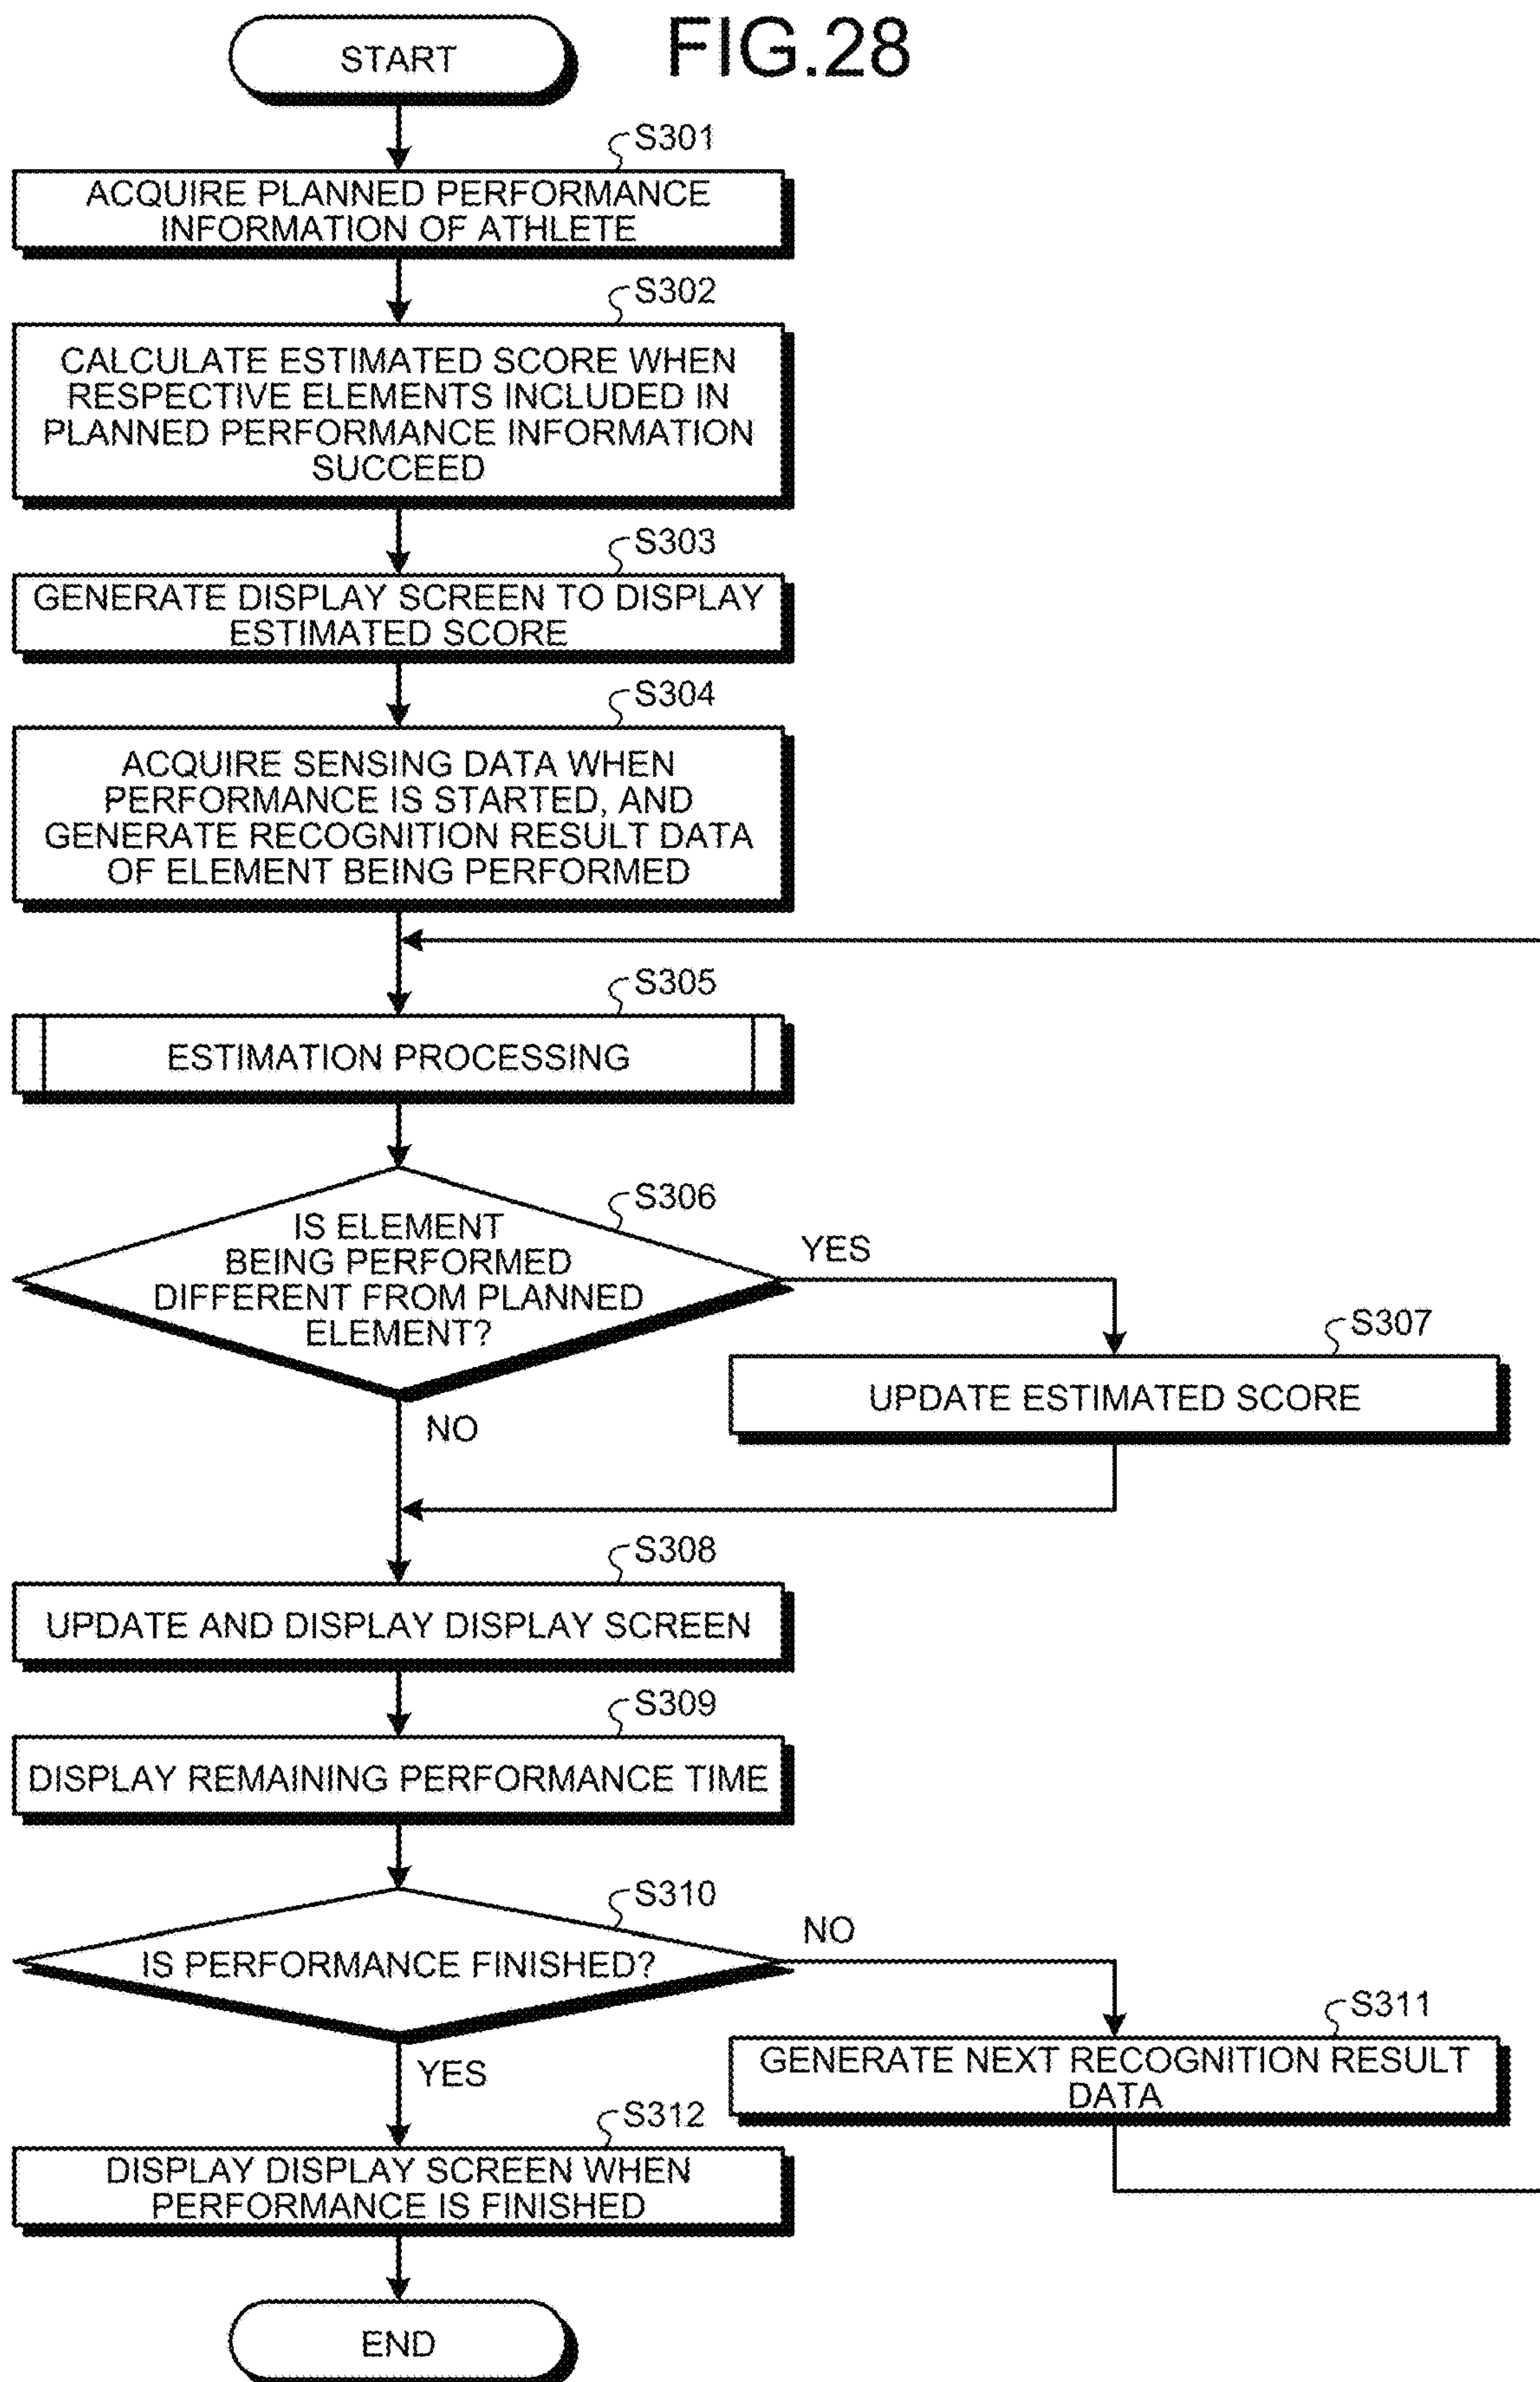 FIG.28
START
S301
ACQUIRE PLANNED PERFORMANCE
INFORMATION OF ATHLETE
S302
CALCULATE ESTIMATED SCORE WHEN
RESPECTIVE ELEMENTS INCLUDED IN
PLANNED PERFORMANCE INFORMATION
SUCCEED
S303
GENERATE DISPLAY SCREEN TO DISPLAY
ESTIMATED SCORE
S304
ACQUIRE SENSING DATA WHEN
PERFORMANCE IS STARTED, AND
GENERATE RECOGNITION RESULT DATA
OF ELEMENT BEING PERFORMED
S305
ESTIMATION PROCESSING
S306
IS ELEMENT
BEING PERFORMED
DIFFERENT FROM PLANNED
ELEMENT?
YES
S307
UPDATE ESTIMATED SCORE
NO
S308
UPDATE AND DISPLAY DISPLAY SCREEN
S309
DISPLAY REMAINING PERFORMANCE TIME
S310
IS PERFORMANCE FINISHED?
NO
S311
GENERATE NEXT RECOGNITION RESULT
DATA
YES
S312
DISPLAY DISPLAY SCREEN WHEN
PERFORMANCE IS FINISHED
END